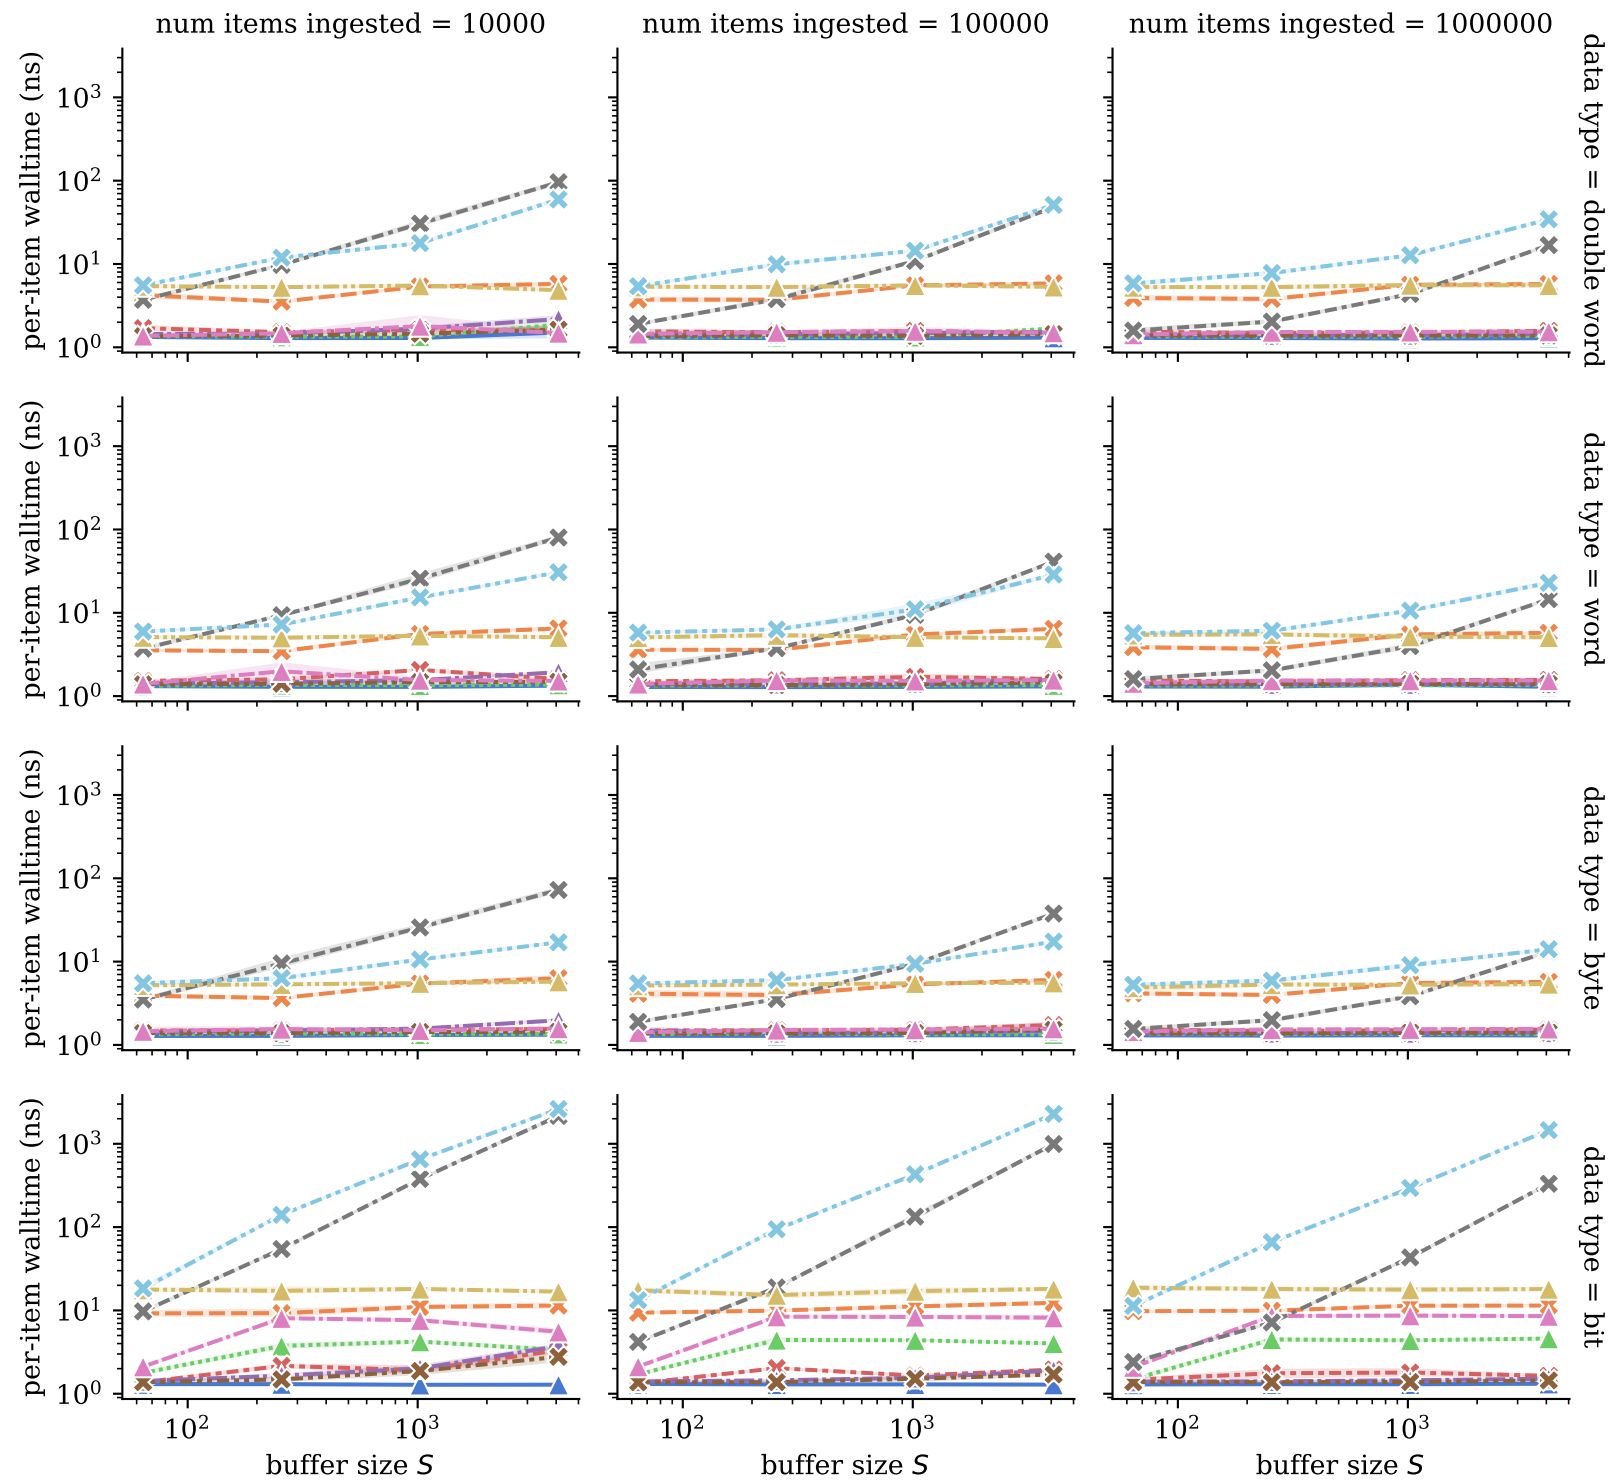 num items ingested = 10000
num items ingested = 100000
num items ingested = 1000000
per-item walltime (ns)
10³
10²
10¹
10⁰
data type = double word
per-item walltime (ns)
10³
10²
10¹
10⁰
data type = word
per-item walltime (ns)
10³
10²
10¹
10⁰
data type = byte
per-item walltime (ns)
10³
10²
10¹
10⁰
data type = bit
10² 10³
10² 10³
10² 10³
buffer size S
buffer size S
buffer size S